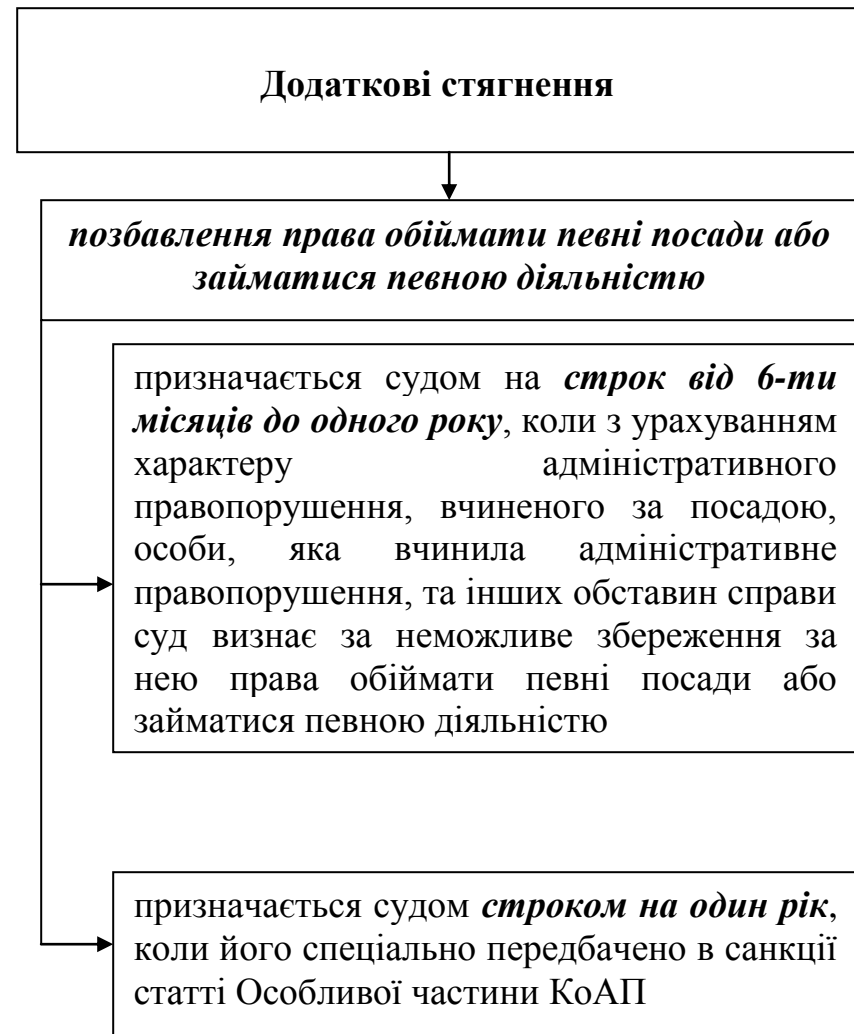 Додаткові стягнення
позбавлення права обіймати певні посади або
займатися певною діяльністю
призначається судом на строк від 6-ти
місяців до одного року, коли з урахуванням
характеру адміністративного
правопорушення, вчиненого за посадою,
особи, яка вчинила адміністративне
правопорушення, та інших обставин справи
суд визнає за неможливе збереження за
нею права обіймати певні посади або
займатися певною діяльністю
призначається судом строком на один рік,
коли його спеціально передбачено в санкції
статті Особливої частини КоАП